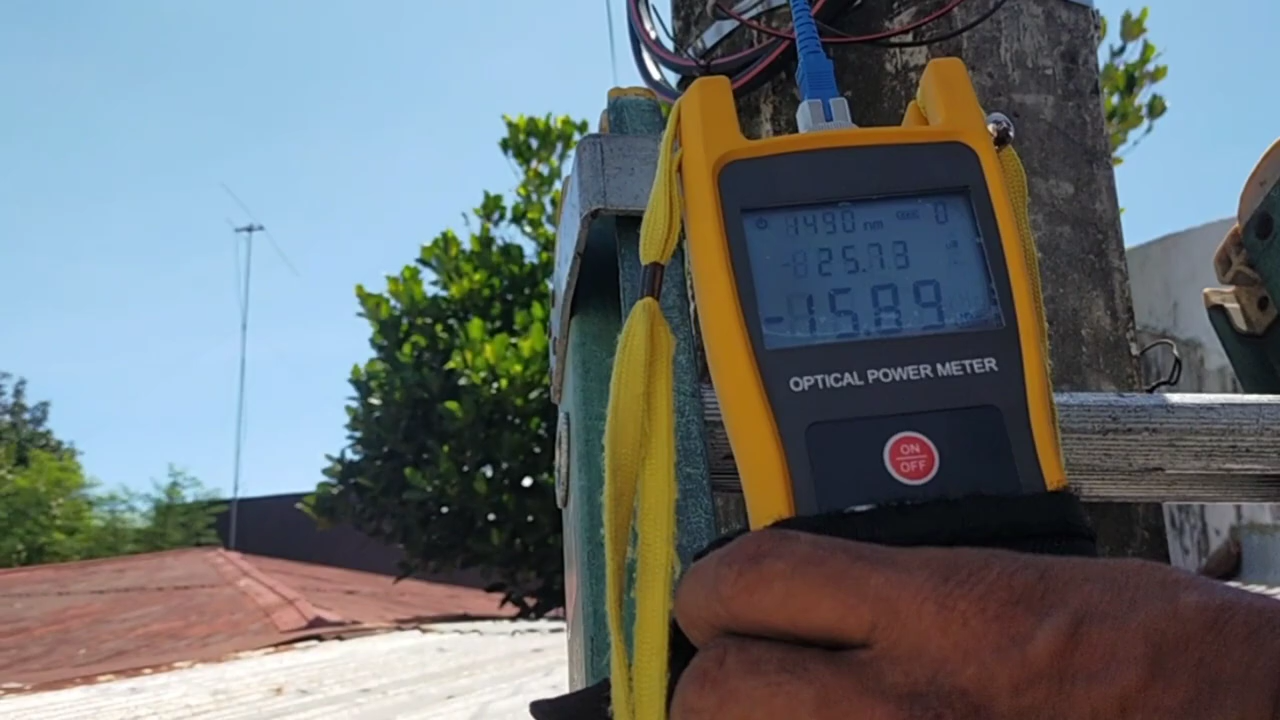 1490 nm
-25.73
-15.89
OPTICAL POWER METER
ON
OFF